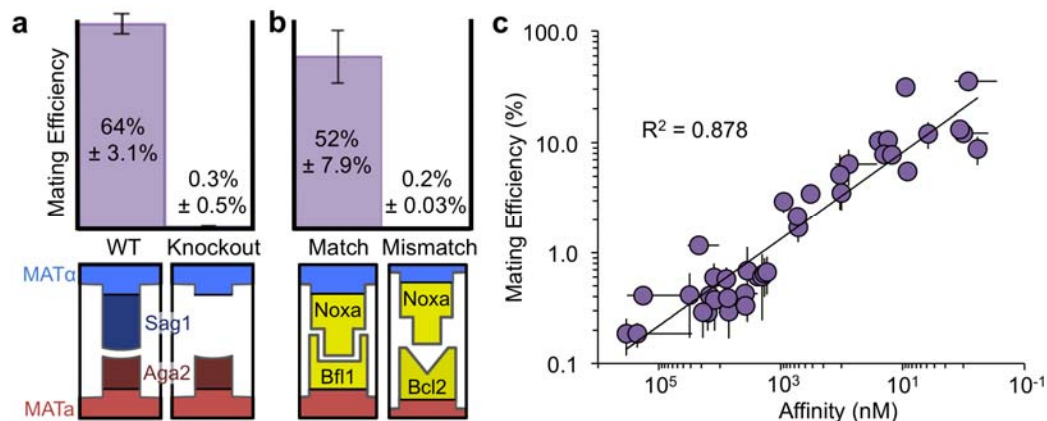 a
Mating Efficiency
64%
± 3.1%
0.3%
± 0.5%
WT
Knockout
MATα
Sag1
Aga2
MATa
b
52%
± 7.9%
0.2%
± 0.03%
Match
Mismatch
Noxa
Bfl1
Noxa
Bcl2
c
Mating Efficiency (%)
100.0
10.0
1.0
0.1
R² = 0.878
10⁵
10³
10¹
10⁻¹
Affinity (nM)